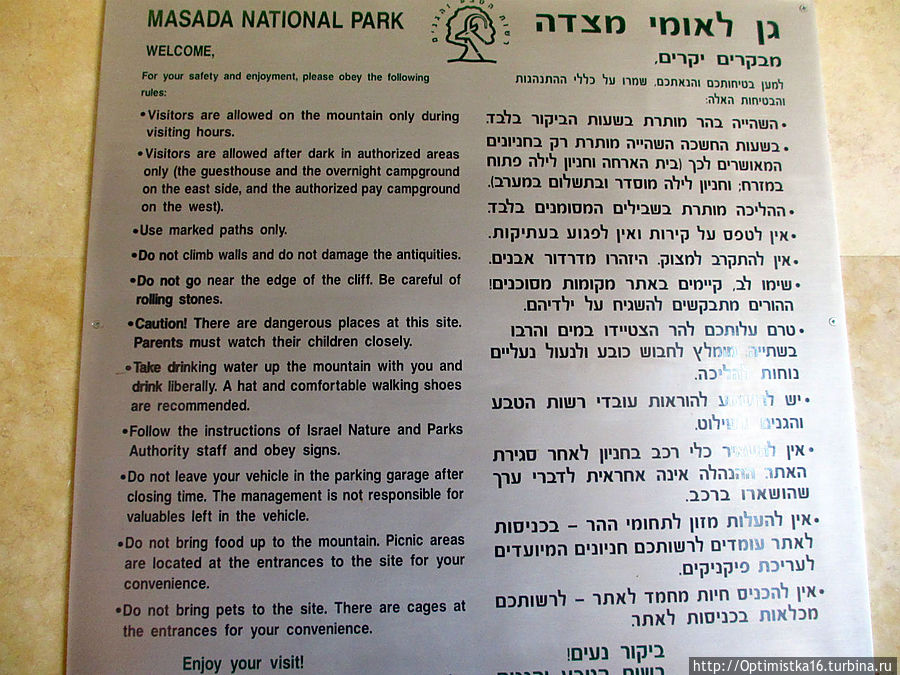 MASADA NATIONAL PARK
WELCOME,
For your safety and enjoyment, please obey the following
rules:
•Visitors are allowed on the mountain only during
visiting hours.
•Visitors are allowed after dark in authorized areas
only (the guesthouse and the overnight campground
on the east side, and the authorized pay campground
on the west).
•Use marked paths only.
•Do not climb walls and do not damage the antiquities.
•Do not go near the edge of the cliff. Be careful of
rolling stones.
•Caution! There are dangerous places at this site.
Parents must watch their children closely.
•Take drinking water up the mountain with you and
drink liberally. A hat and comfortable walking shoes
are recommended.
•Follow the instructions of Israel Nature and Parks
Authority staff and obey signs.
•Do not leave your vehicle in the parking garage after
closing time. The management is not responsible for
valuables left in the vehicle.
•Do not bring food up to the mountain. Picnic areas
are located at the entrances to the site for your
convenience.
•Do not bring pets to the site. There are cages at
the entrances for your convenience.
Enjoy your visit!
גן לאומי מצדה
מבקרים יקרים,
למען בטיחותכם והנאתכם, שמרו על כללי ההתנהגות
והבטיחות האלה:
•השהייה בהר מותרת בשעות הביקור בלבד.
•בשעות החשכה השהייה מותרת רק בחניונים
המאושרים לכך (בית הארחה וחניון לילה פתוח
במזרח; וחניון לילה מוסדר ובתשלום במערב).
•ההליכה מותרת בשבילים המסומנים בלבד.
•אין לטפס על קירות ואין לפגוע בעתיקות.
•אין להתקרב למצוק. היזהרו מדרדור אבנים.
•שימו לב, קיימים באתר מקומות מסוכנים!
ההורים מתבקשים להשגיח על ילדיהם.
•טרם עלותכם להר הצטיידו במים והרבו
בשתייה. מומלץ לחבוש כובע ולנעול נעליים
נוחות להליכה.
•יש להישמע להוראות עובדי רשות הטבע
והגנים ולשילוט.
•אין להשאיר כלי רכב בחניון לאחר סגירת
האתר. ההנהלה אינה אחראית לדברי ערך
שהושארו ברכב.
•אין להעלות מזון לתחומי ההר – בכניסות
לאתר עומדים לרשותכם חניונים המיועדים
לעריכת פיקניקים.
•אין להכניס חיות מחמד לאתר – לרשותכם
מכלאות בכניסות לאתר.
ביקור נעים!
רשות הטבע והגנים
http://Optimistka16.turbina.ru